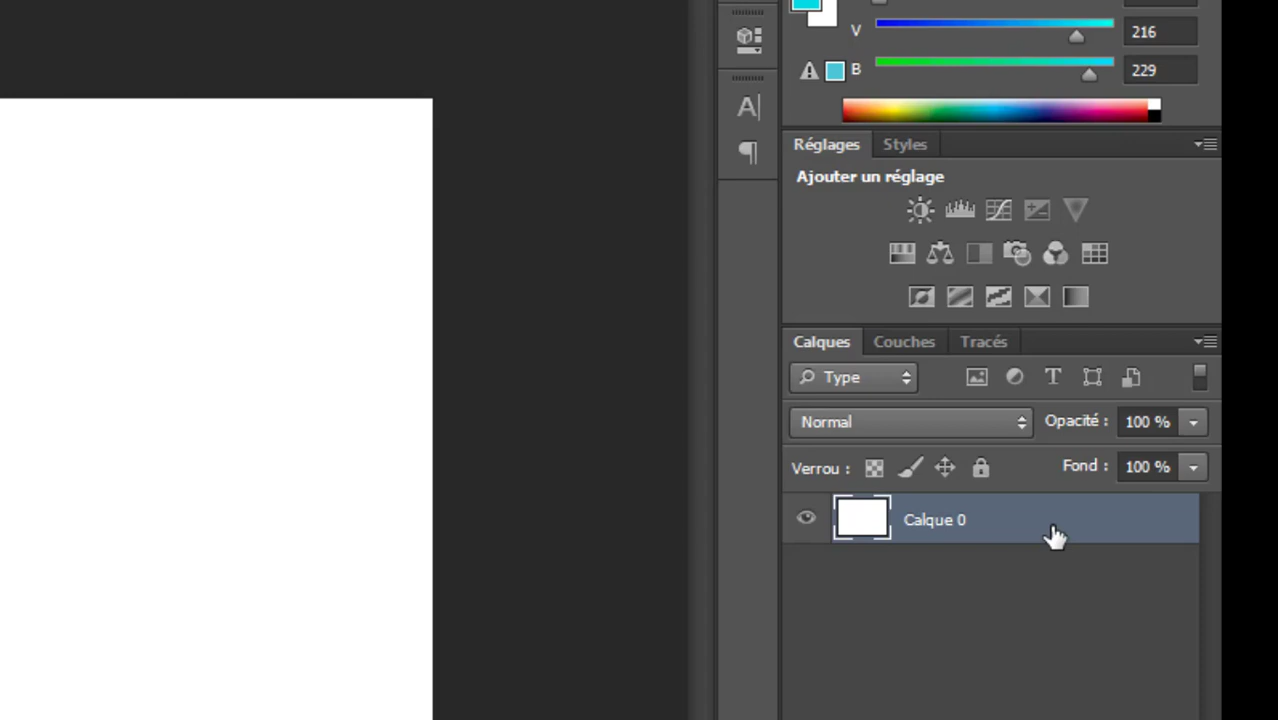 V 216
B 229
A|
¶
Réglages Styles
Ajouter un réglage
Calques Couches Tracés
Type T
Normal Opacité : 100 %
Verrou : Fond : 100 %
Calque 0